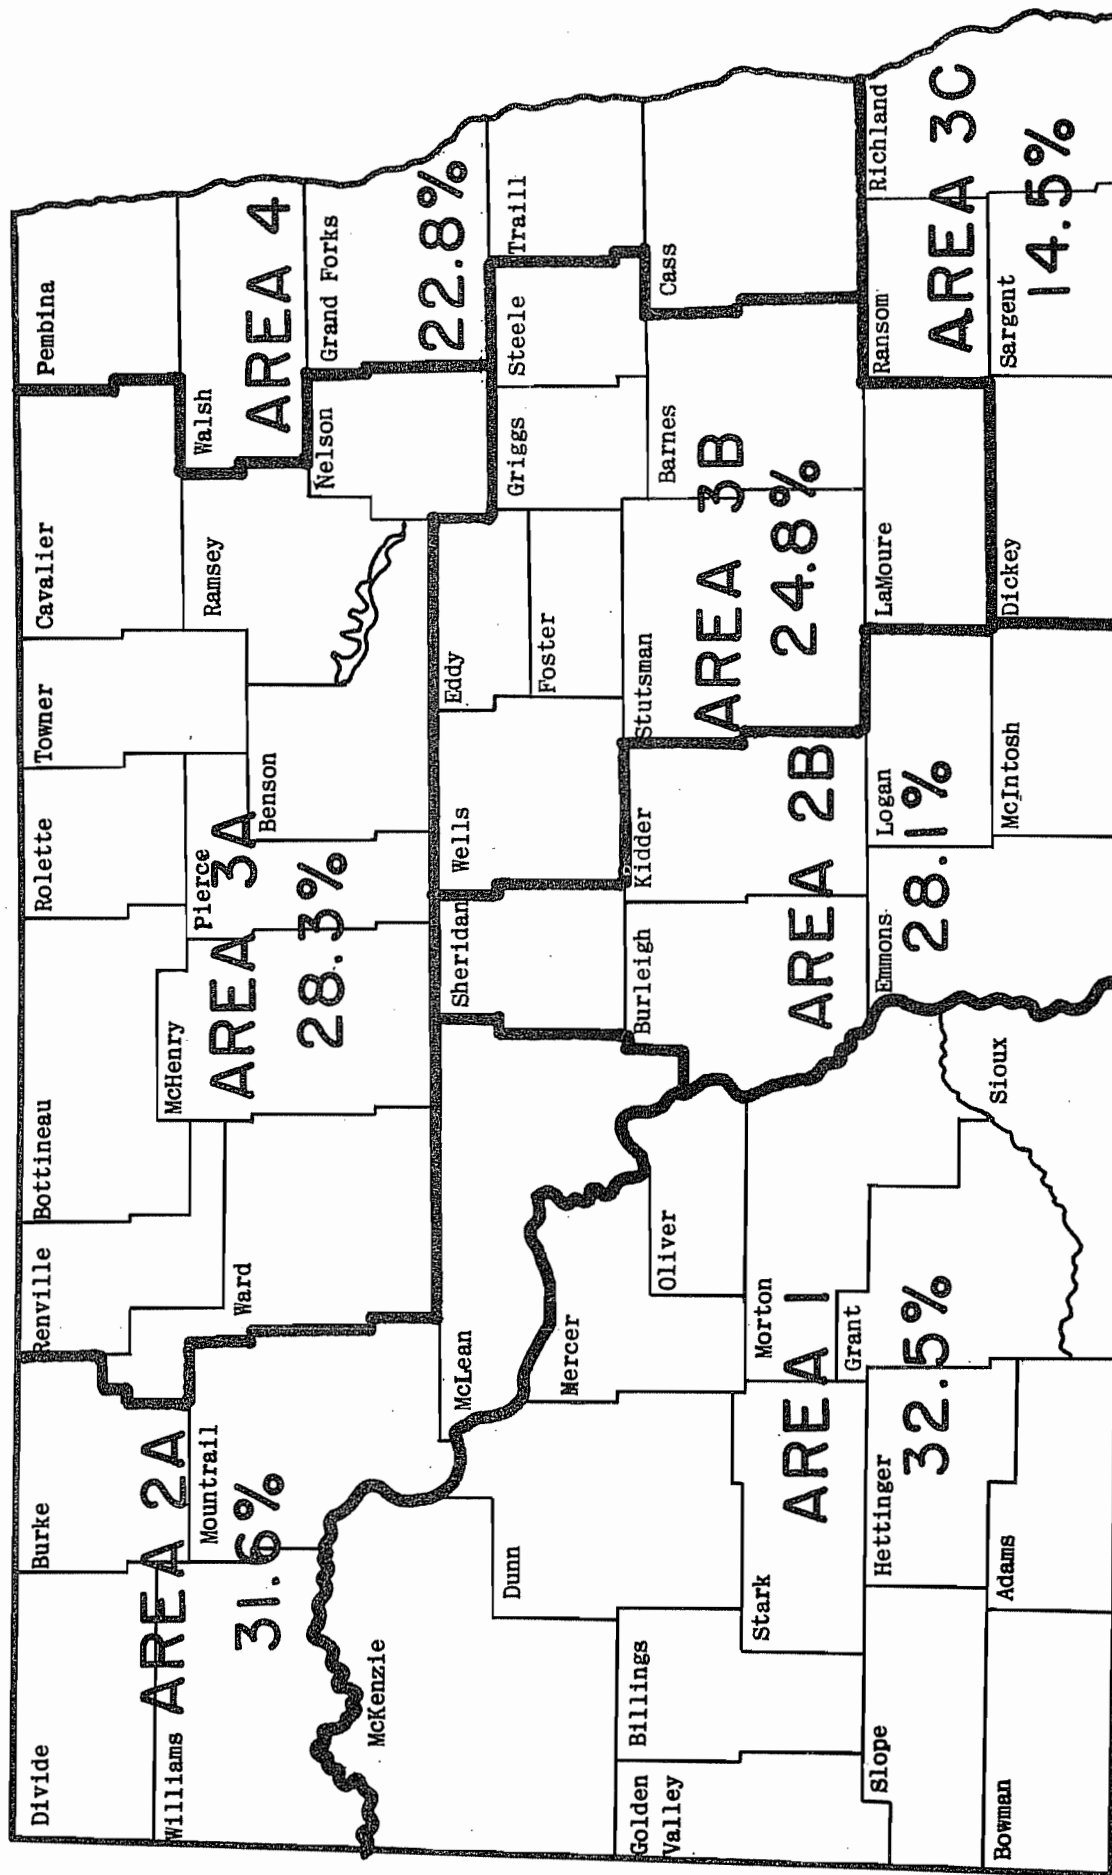 Divide
Burke
Renville
Bottineau
Rolette
Towner
Cavalier
Pembina
Williams
AREA 2A
31.6%
Mountrail
Ward
McHenry
Pierce
AREA 3A
28.3%
Benson
Ramsey
Walsh
AREA 4
22.8%
Nelson
Grand Forks
McKenzie
McLean
Sheridan
Wells
Eddy
Foster
Griggs
Steele
Traill
Dunn
Mercer
Oliver
Burleigh
Kidder
Stutsman
AREA 3B
24.8%
Barnes
Cass
Golden
Valley
Billings
Stark
Morton
AREA 1
32.5%
AREA 2B
28.1%
Slope
Hettinger
Grant
Emmons
Logan
LaMoure
Ransom
Richland
AREA 3C
14.5%
Bowman
Adams
Sioux
McIntosh
Dickey
Sargent